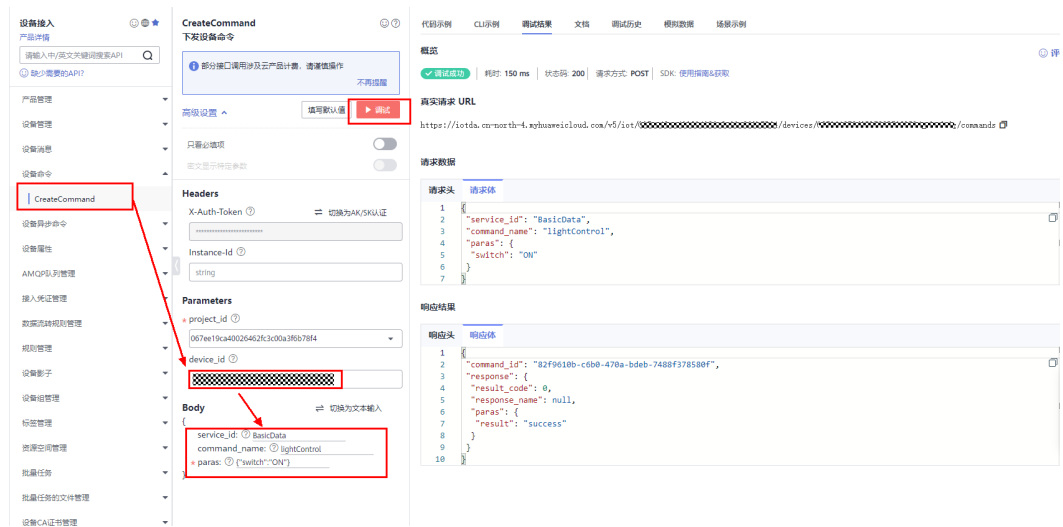 设备接入
产品详情
请输入中/英文关键词搜索API
缺少需要的API?
产品管理
设备管理
设备消息
设备命令
CreateCommand
设备异步命令
设备属性
AMQP队列管理
接入凭证管理
数据流转规则管理
规则管理
设备影子
设备组管理
标签管理
资源空间管理
批量任务
批量任务的文件管理
设备CA证书管理
CreateCommand
下发设备命令
部分接口调用涉及云产品计费，请谨慎操作
不再提醒
高级设置
填写默认值
调试
只看必填项
密文显示特定参数
Headers
X-Auth-Token
切换为AK/SK认证
************************
Instance-Id
string
Parameters
* project_id
067ee19ca40026462fc3c00a3f6b78f4
device_id
Body
切换为文本输入
{
service_id: BasicData
command_name: lightControl
* paras: {"switch":"ON"}
}
代码示例 CLI示例 调试结果 文档 调试历史 模拟数据 场景示例
概览
评
调试成功 耗时: 150 ms 状态码: 200 请求方式: POST SDK: 使用指南&获取
真实请求 URL
https://iotda.cn-north-4.myhuaweicloud.com/v5/iot/ /devices/ /commands
请求数据
请求头 请求体
1 {
2 "service_id": "BasicData",
3 "command_name": "lightControl",
4 "paras": {
5 "switch": "ON"
6 }
7 }
响应结果
响应头 响应体
1 {
2 "command_id": "82f9610b-c6b0-470a-bdeb-7488f378580f",
3 "response": {
4 "result_code": 0,
5 "response_name": null,
6 "paras": {
7 "result": "success"
8 }
9 }
10 }